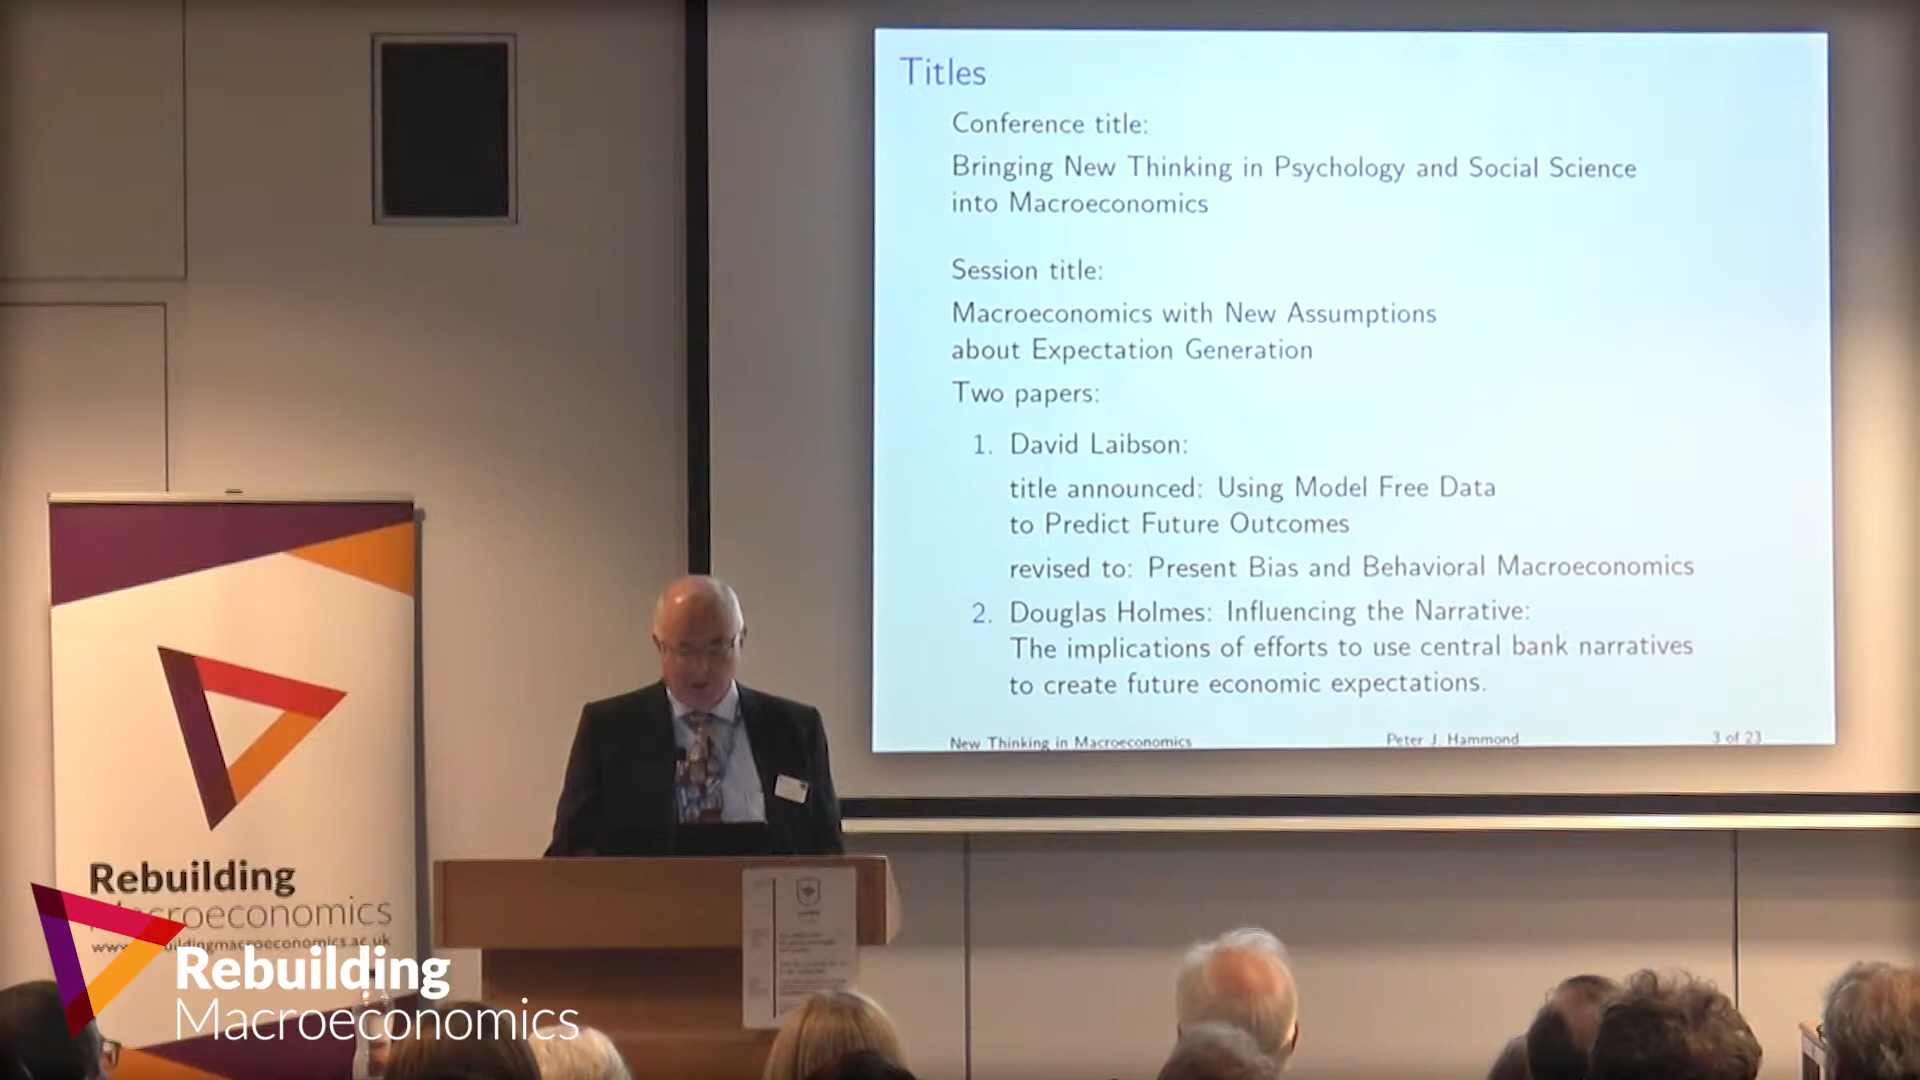 Titles
Conference title:
Bringing New Thinking in Psychology and Social Science
into Macroeconomics
Session title:
Macroeconomics with New Assumptions
about Expectation Generation
Two papers:
1. David Laibson:
title announced: Using Model Free Data
to Predict Future Outcomes
revised to: Present Bias and Behavioral Macroeconomics
2. Douglas Holmes: Influencing the Narrative:
The implications of efforts to use central bank narratives
to create future economic expectations.
New Thinking in Macroeconomics Peter J. Hammond 3 of 23
Rebuilding
Macroeconomics
Rebuilding
Macroeconomics